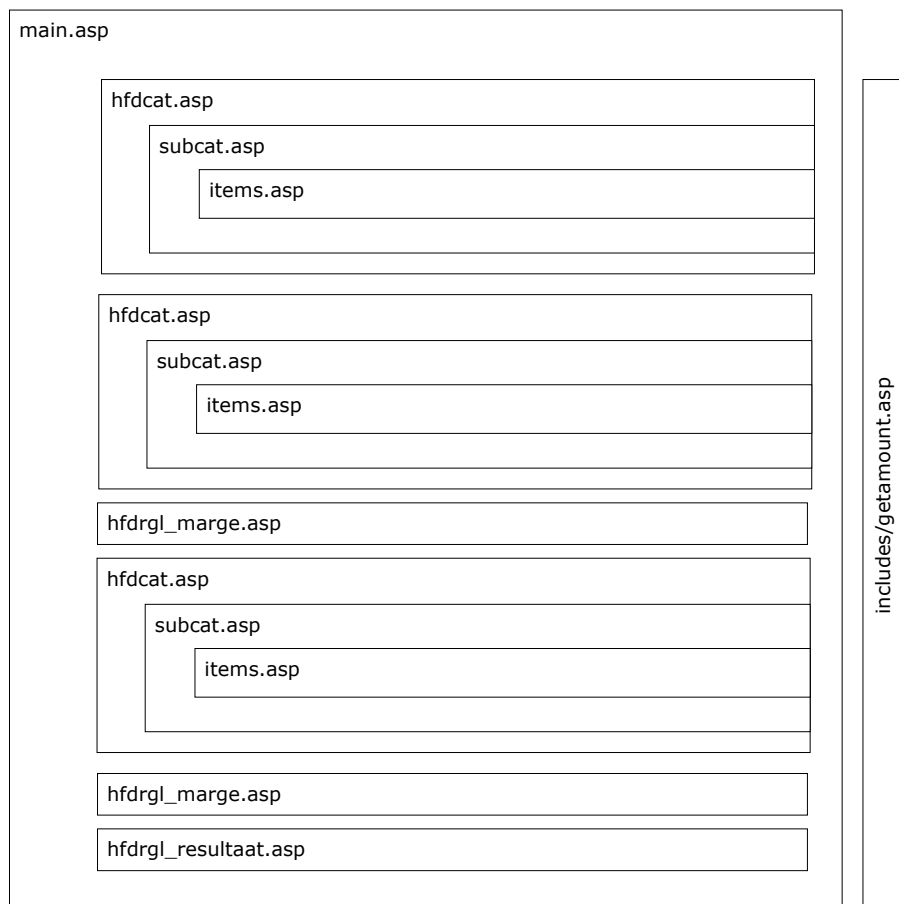 main.asp
hfdcat.asp
subcat.asp
items.asp
hfdcat.asp
subcat.asp
items.asp
hfdrgl_marge.asp
hfdcat.asp
subcat.asp
items.asp
hfdrgl_marge.asp
hfdrgl_resultaat.asp
includes/getamount.asp